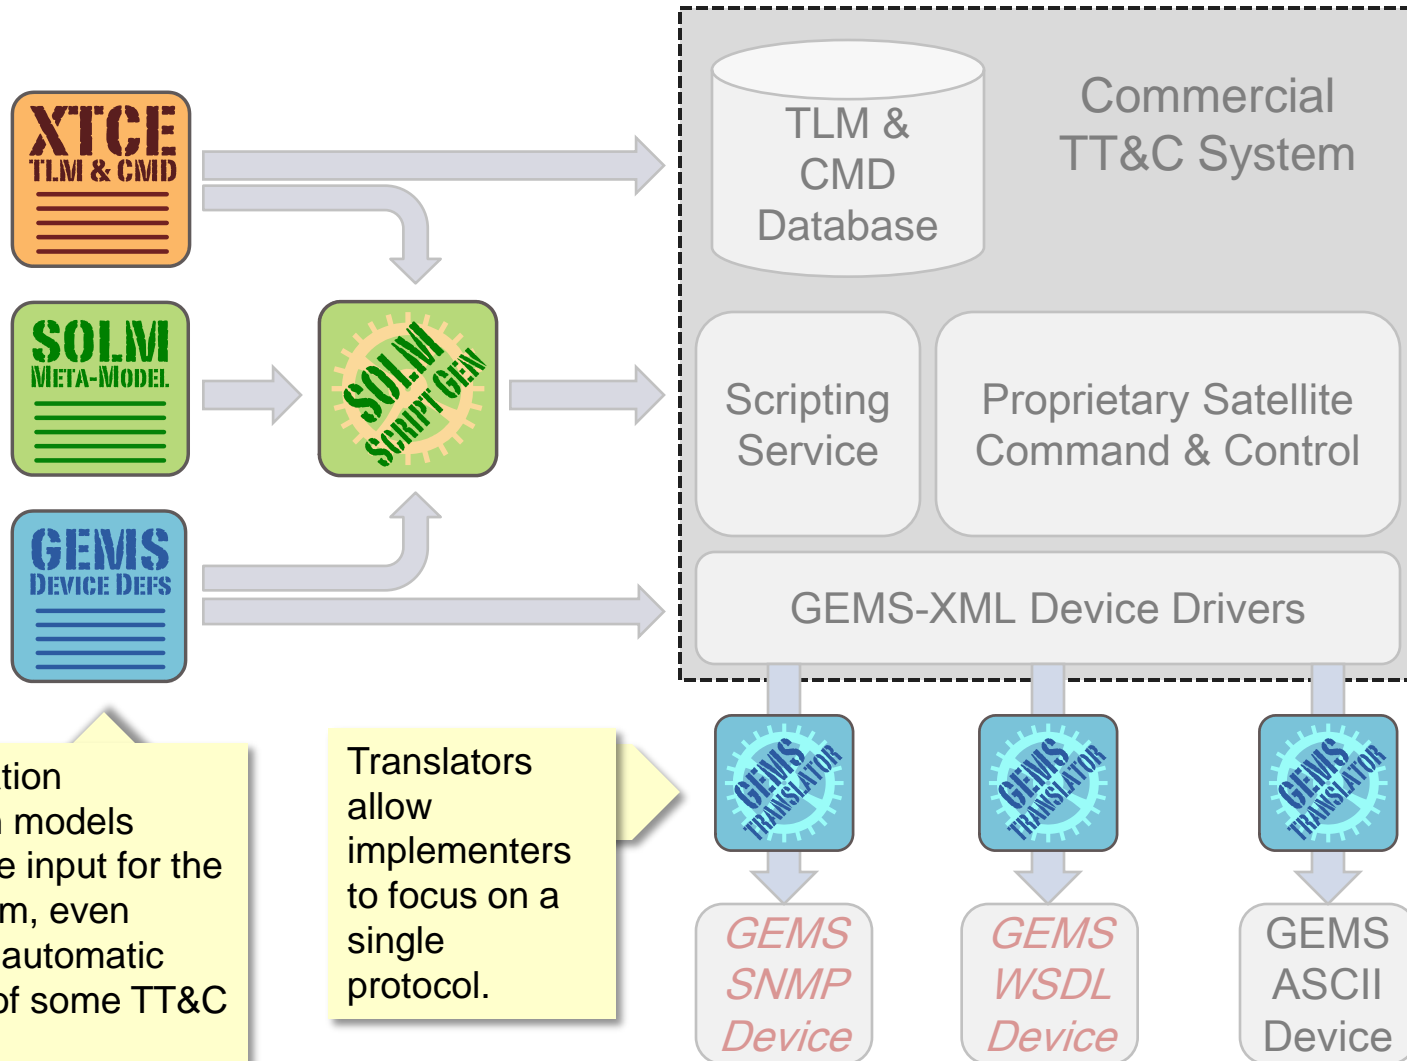 XTCE
TLM & CMD
SOLM
META-MODEL
GEMS
DEVICE DEFS
SOLM
SCRIPT GEN
Commercial
TT&C System
TLM &
CMD
Database
Scripting
Service
Proprietary Satellite
Command & Control
GEMS-XML Device Drivers
models
input for the
even
automatic
of some TT&C
Translators
allow
implementers
to focus on a
single
protocol.
GEMS
TRANSLATOR
GEMS
TRANSLATOR
GEMS
TRANSLATOR
GEMS
SNMP
Device
GEMS
WSDL
Device
GEMS
ASCII
Device